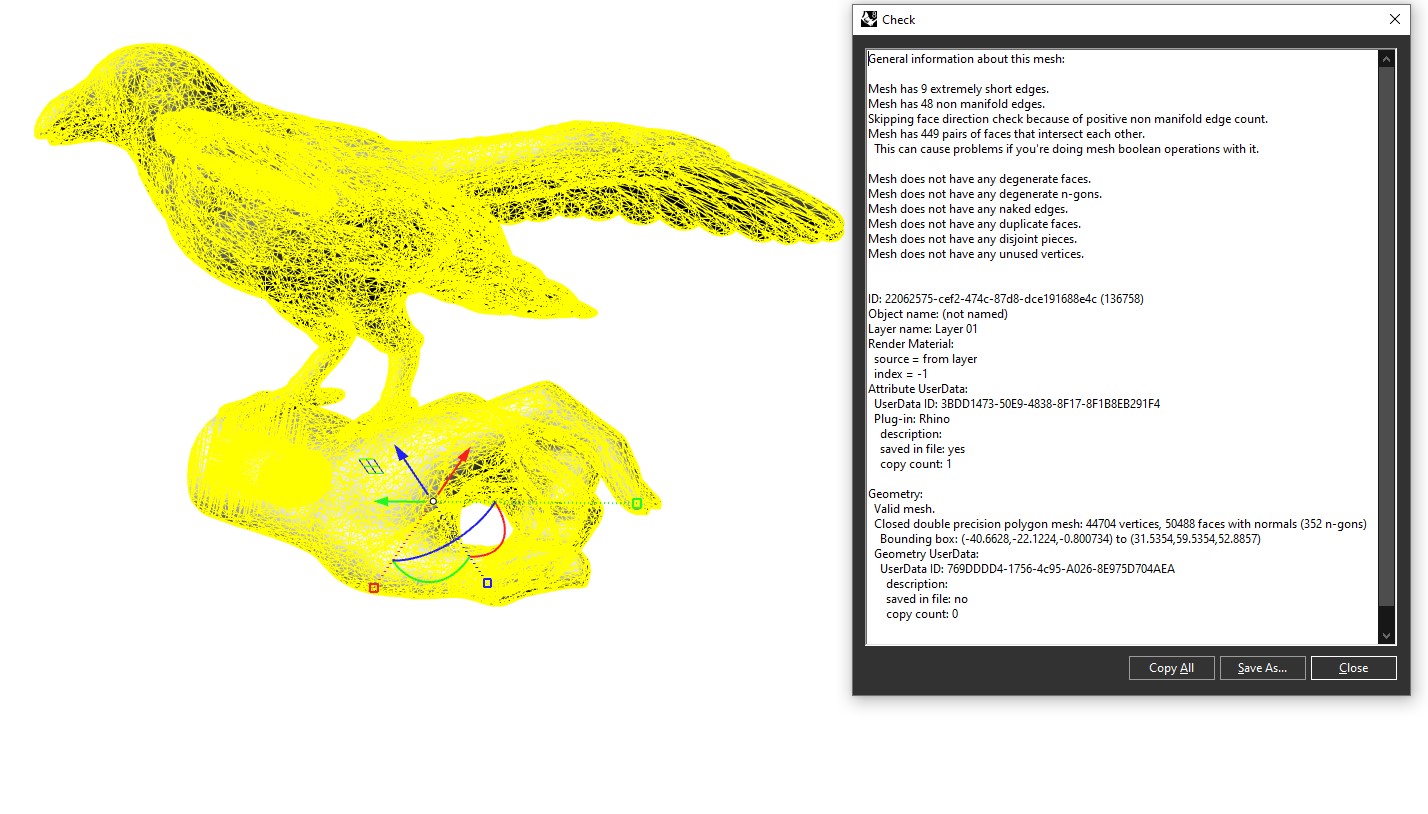 Check
General information about this mesh:
Mesh has 9 extremely short edges.
Mesh has 48 non manifold edges.
Skipping face direction check because of positive non manifold edge count.
Mesh has 449 pairs of faces that intersect each other.
This can cause problems if you're doing mesh boolean operations with it.
Mesh does not have any degenerate faces.
Mesh does not have any degenerate n-gons.
Mesh does not have any naked edges.
Mesh does not have any duplicate faces.
Mesh does not have any disjoint pieces.
Mesh does not have any unused vertices.
ID: 22062575-cef2-474c-87d8-dce191688e4c (136758)
Object name: (not named)
Layer name: Layer 01
Render Material:
source = from layer
index = -1
Attribute UserData:
UserData ID: 3BDD1473-50E9-4838-8F17-8F1B8EB291F4
Plug-in: Rhino
description:
saved in file: yes
copy count: 1
Geometry:
Valid mesh.
Closed double precision polygon mesh: 44704 vertices, 50488 faces with normals (352 n-gons)
Bounding box: (-40.6628,-22.1224,-0.800734) to (31.5354,59.5354,52.8857)
Geometry UserData:
UserData ID: 769DDDD4-1756-4c95-A026-8E975D704AEA
description:
saved in file: no
copy count: 0
Copy All
Save As...
Close